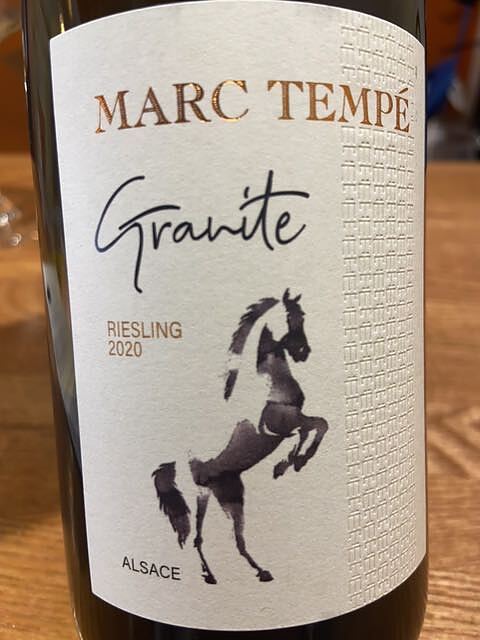 MARC TEMPÉ
Granite
RIESLING
2020
ALSACE